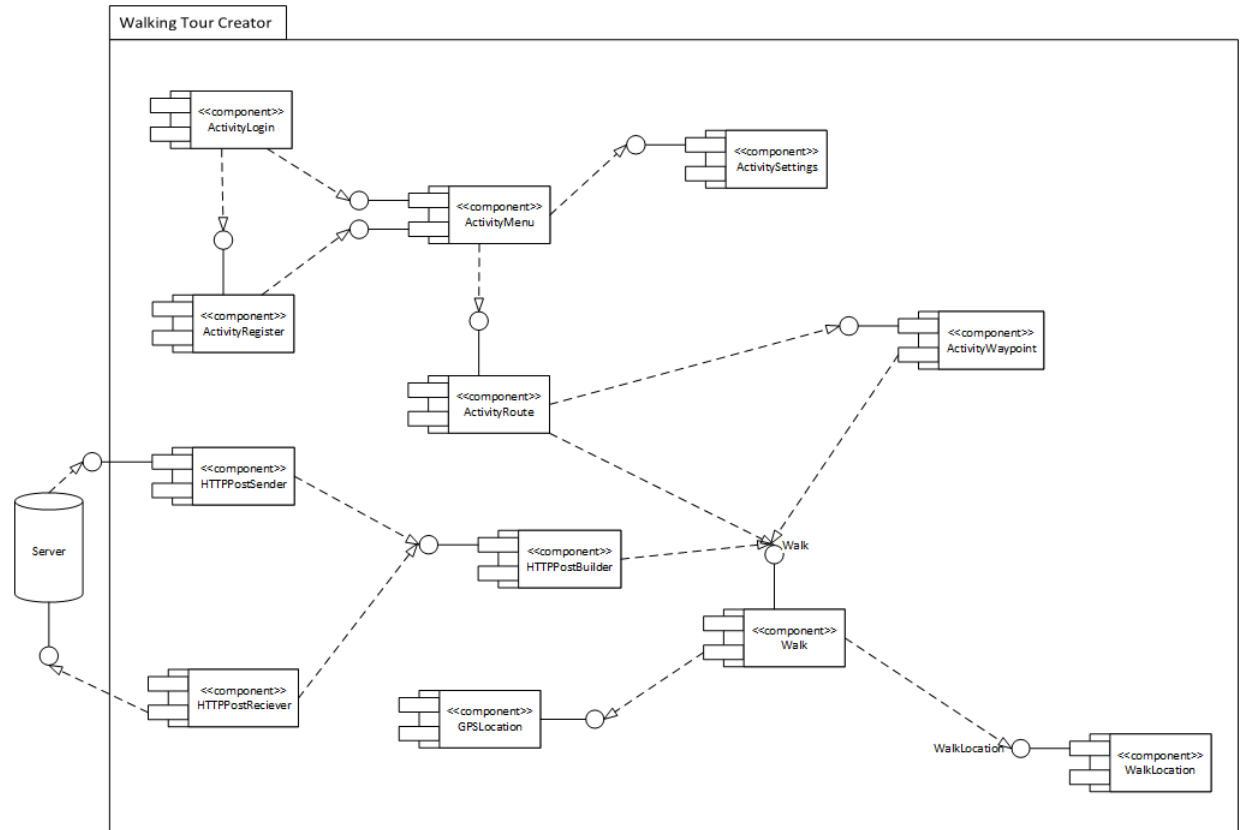 Walking Tour Creator
<<component>>
ActivityLogin
<<component>>
ActivitySettings
<<component>>
ActivityMenu
<<component>>
ActivityRegister
<<component>>
ActivityWaypoint
<<component>>
ActivityRoute
<<component>>
HTTPPostSender
Server
<<component>>
HTTPPostBuilder
Walk
<<component>>
Walk
<<component>>
HTTPPostReciever
<<component>>
GPSLocation
WalkLocation
<<component>>
WalkLocation